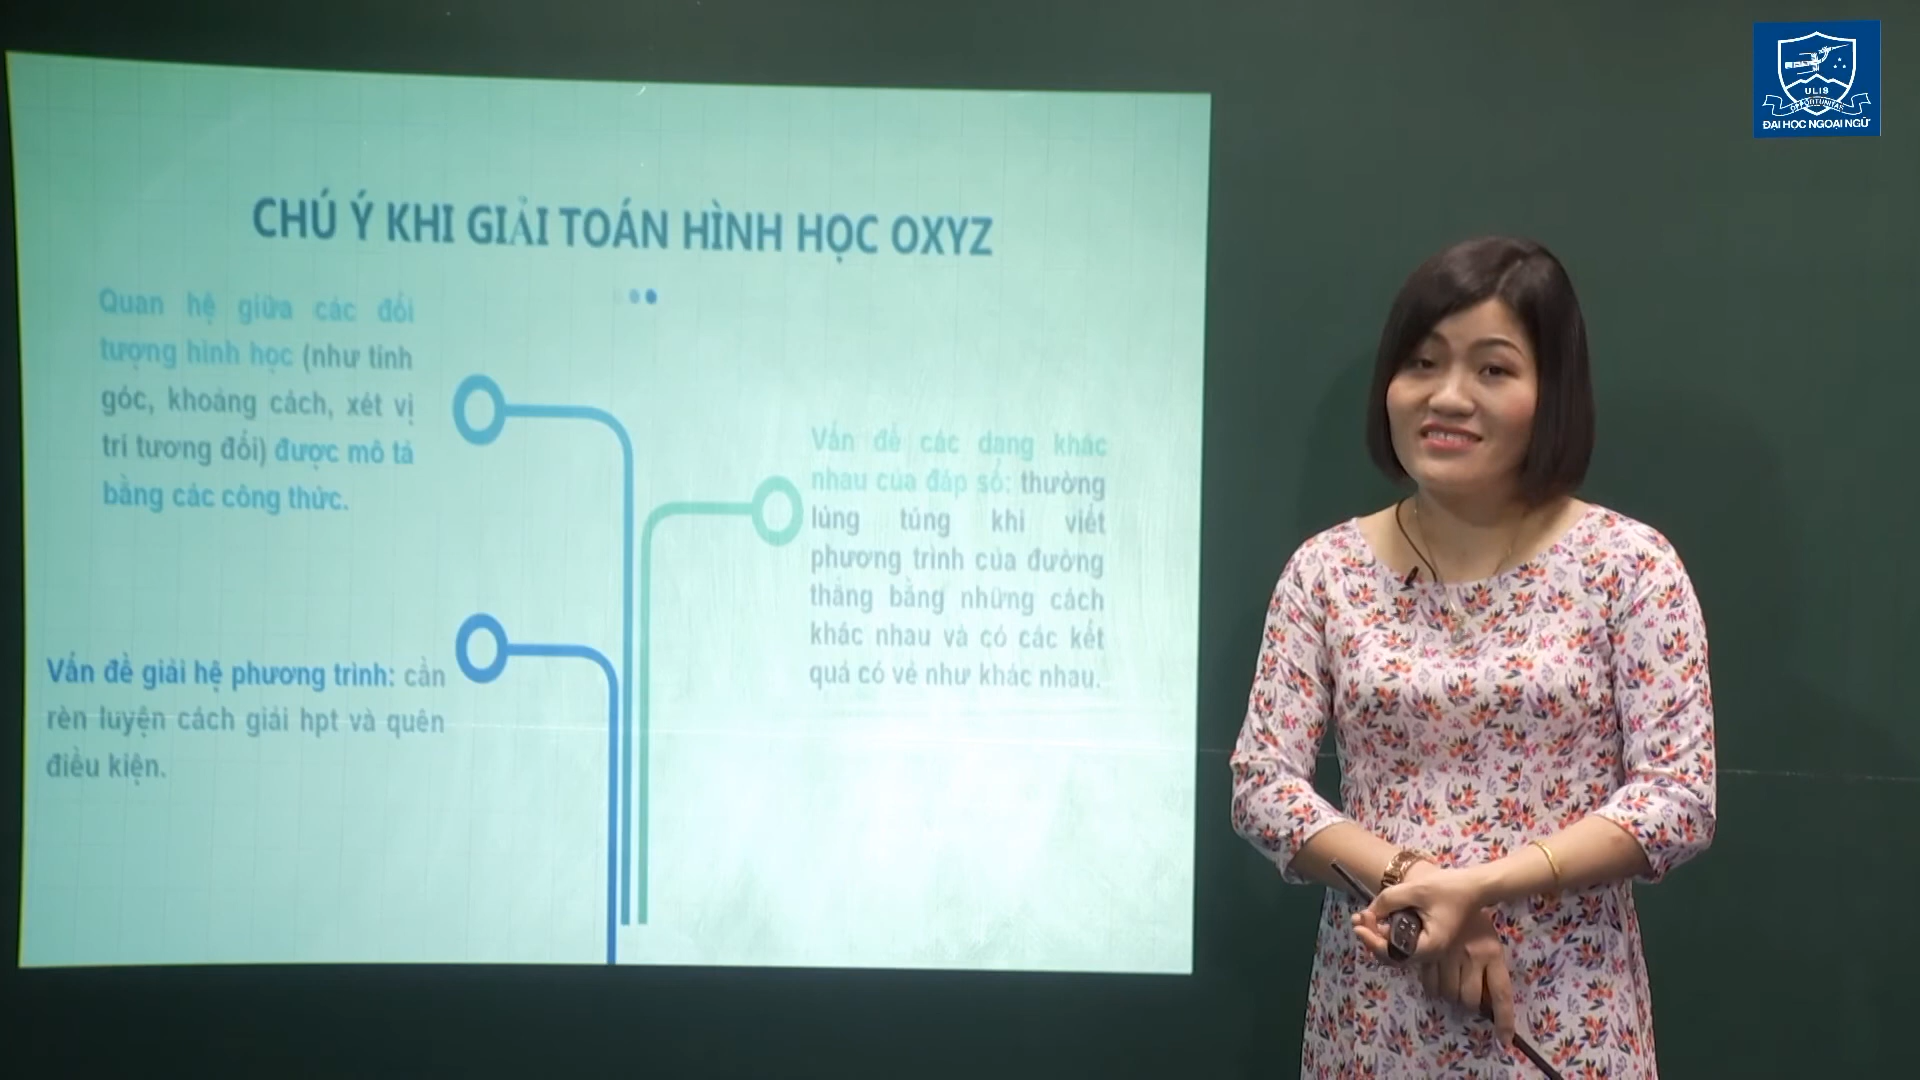 CHÚ Ý KHI GIẢI TOÁN HÌNH HỌC OXYZ
Quan hệ giữa các đối
tượng hình học (như tính
góc, khoảng cách, xét vị
trí tương đối) được mô tả
bằng các công thức.
Vấn đề giải hệ phương trình: cần
rèn luyện cách giải hpt và quên
điều kiện.
Vấn đề các dạng khác
nhau của đáp số: thường
lúng túng khi viết
phương trình của đường
thẳng bằng những cách
khác nhau và có các kết
quả có vẻ như khác nhau.
ULIS
OPPORTUNITAS
ĐẠI HỌC NGOẠI NGỮ